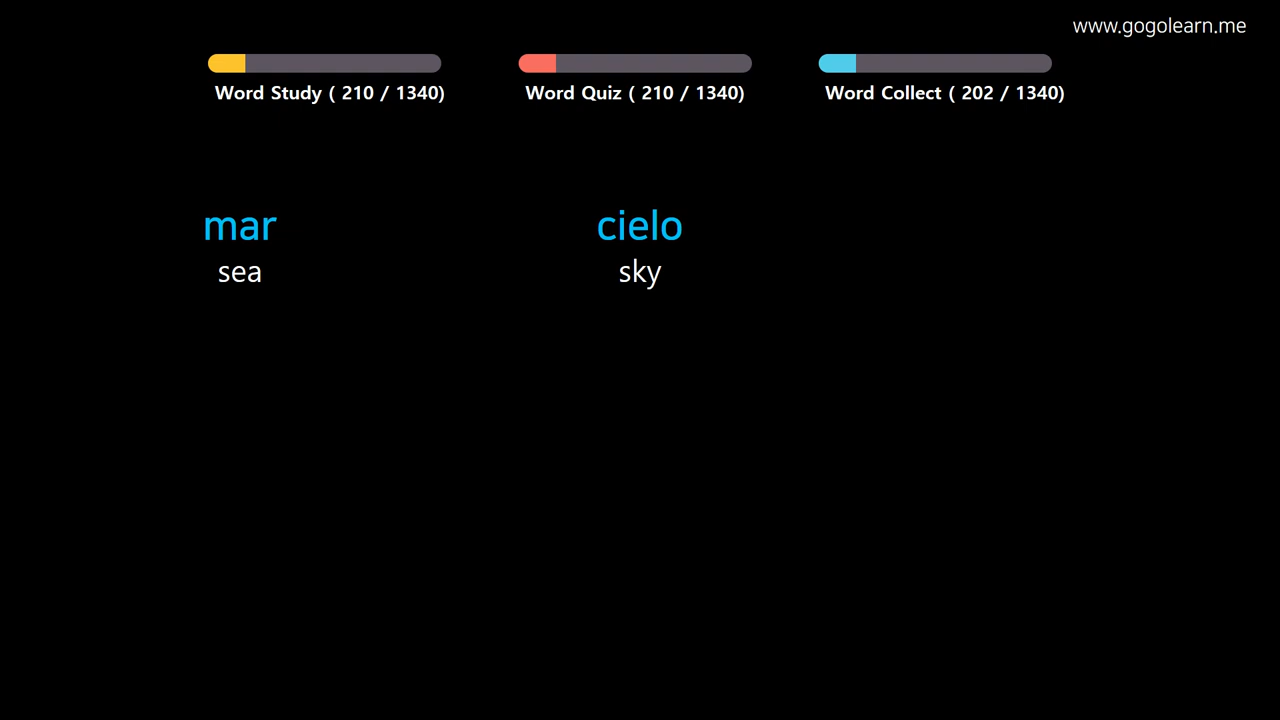 www.gogolearn.me
Word Study ( 210 / 1340)
Word Quiz ( 210 / 1340)
Word Collect ( 202 / 1340)
mar
sea
cielo
sky